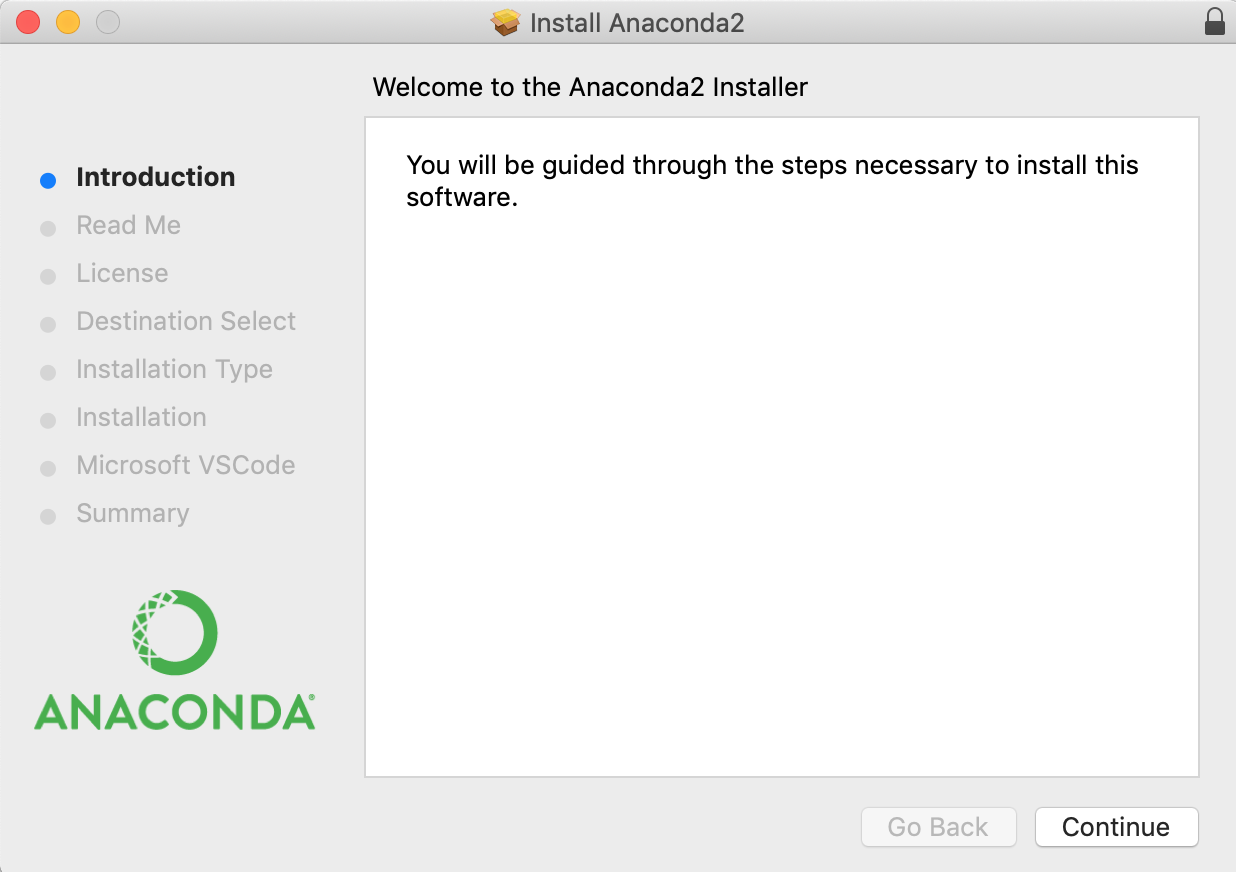 Install Anaconda2
Welcome to the Anaconda2 Installer
Introduction
Read Me
License
Destination Select
Installation Type
Installation
Microsoft VSCode
Summary
You will be guided through the steps necessary to install this
software.
ANACONDA®
Go Back
Continue